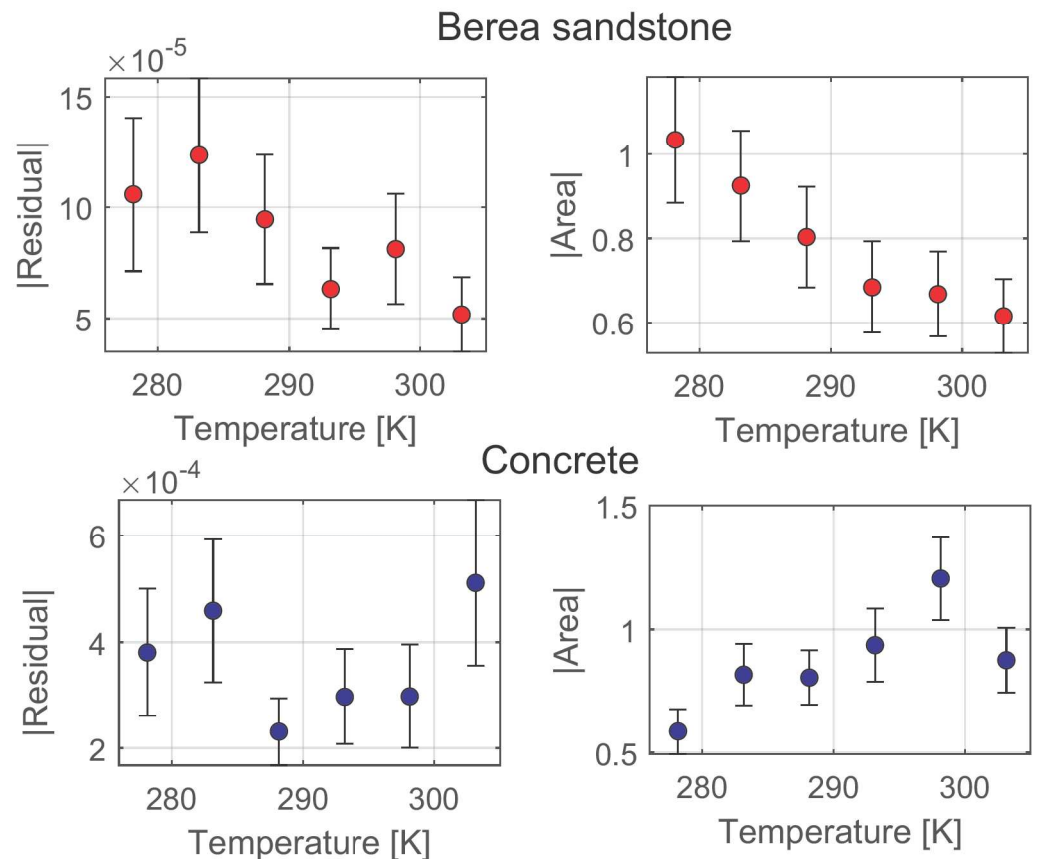 Berea sandstone
×10⁻⁵
15
10
5
|Residual|
280 290 300
Temperature [K]
1
0.8
0.6
|Area|
280 290 300
Temperature [K]
Concrete
×10⁻⁴
6
4
2
|Residual|
280 290 300
Temperature [K]
1.5
1
0.5
|Area|
280 290 300
Temperature [K]